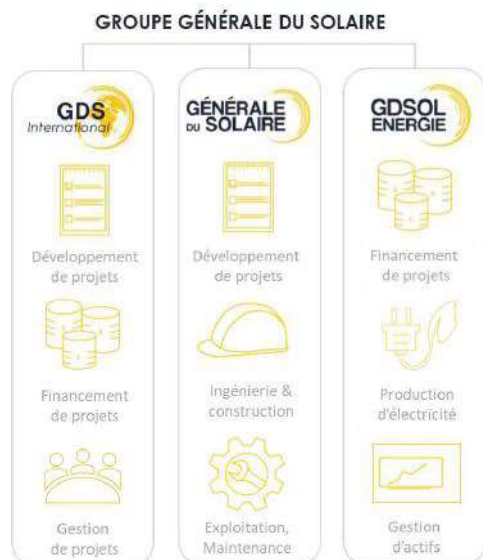 GROUPE GÉNÉRALE DU SOLAIRE
GDS
International
Développement
de projets
Financement
de projets
Gestion
de projets
GÉNÉRALE
DU SOLAIRE
Développement
de projets
Ingénierie &
construction
Exploitation,
Maintenance
GDSOL
ENERGIE
Financement
de projets
Production
d'électricité
Gestion
d'actifs